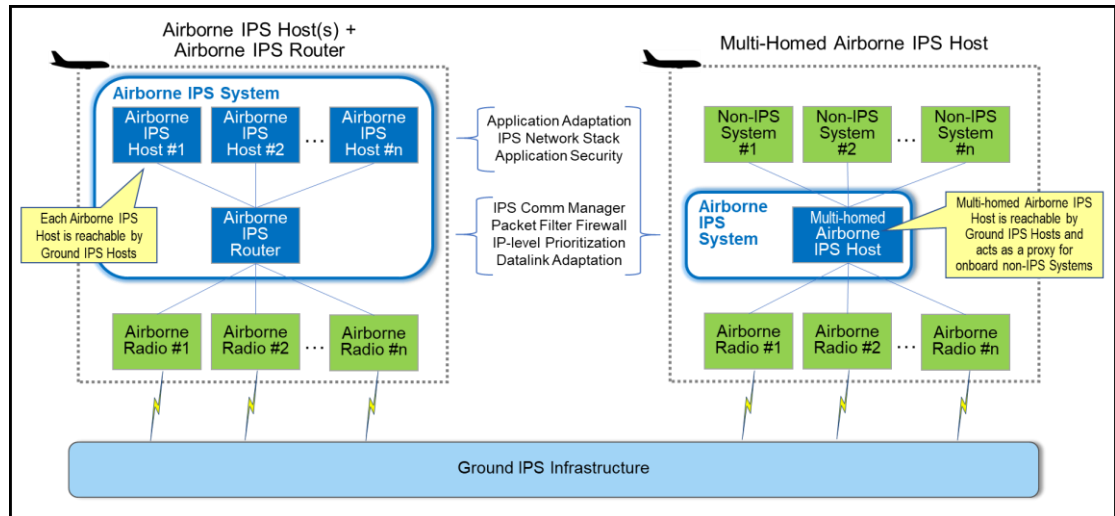 Airborne IPS Host(s) +
Airborne IPS Router
Multi-Homed Airborne IPS Host
Airborne IPS System
Airborne
IPS
Host #1
Airborne
IPS
Host #2
...
Airborne
IPS
Host #n
Each Airborne IPS
Host is reachable by
Ground IPS Hosts
Airborne
IPS
Router
Airborne
Radio #1
Airborne
Radio #2
...
Airborne
Radio #n
Application Adaptation
IPS Network Stack
Application Security
IPS Comm Manager
Packet Filter Firewall
IP-level Prioritization
Datalink Adaptation
Non-IPS
System
#1
Non-IPS
System
#2
...
Non-IPS
System
#n
Airborne
IPS
System
Multi-homed
Airborne
IPS Host
Multi-homed Airborne IPS
Host is reachable by
Ground IPS Hosts and
acts as a proxy for
onboard non-IPS Systems
Airborne
Radio #1
Airborne
Radio #2
...
Airborne
Radio #n
Ground IPS Infrastructure